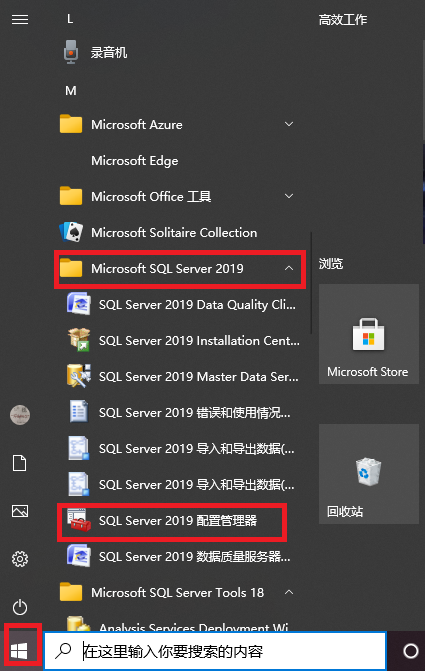 L
高效工作
录音机
M
Microsoft Azure
Microsoft Edge
Microsoft Office 工具
Microsoft Solitaire Collection
Microsoft SQL Server 2019
浏览
SQL Server 2019 Data Quality Cli...
SQL Server 2019 Installation Cent...
Microsoft Store
SQL Server 2019 Master Data Ser...
SQL Server 2019 错误和使用情况...
SQL Server 2019 导入和导出数据(...
SQL Server 2019 导入和导出数据(...
回收站
SQL Server 2019 配置管理器
SQL Server 2019 数据质量服务器...
Microsoft SQL Server Tools 18
Analysis Services Deployment Wi
在这里输入你要搜索的内容